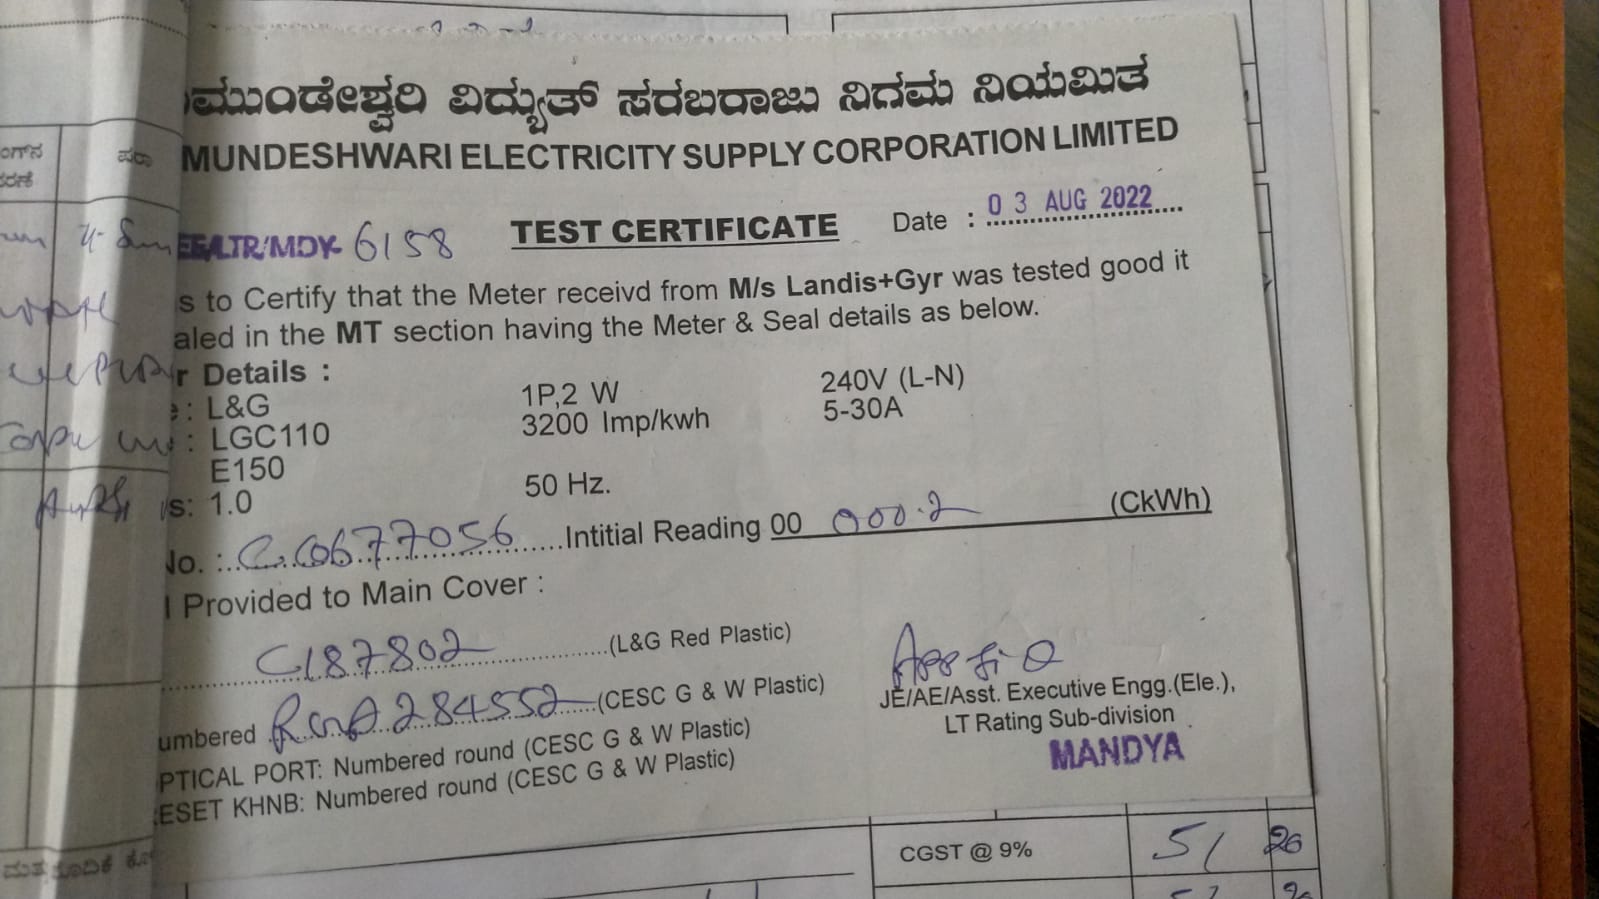 ಮುಂಡೇಶ್ವರಿ ವಿದ್ಯುತ್ ಸರಬರಾಜು ನಿಗಮ ನಿಯಮಿತ
MUNDESHWARI ELECTRICITY SUPPLY CORPORATION LIMITED
EE/LTR/MDY- 6158 TEST CERTIFICATE Date : 03 AUG 2022
s to Certify that the Meter receivd from M/s Landis+Gyr was tested good it
aled in the MT section having the Meter & Seal details as below.
r Details :
: L&G 1P,2 W 240V (L-N)
: LGC110 3200 Imp/kwh 5-30A
E150
s: 1.0 50 Hz.
No. : C.C0677056 Intitial Reading 00 000.2 (CkWh)
l Provided to Main Cover :
C187802 (L&G Red Plastic)
umbered 284552 (CESC G & W Plastic)
PTICAL PORT: Numbered round (CESC G & W Plastic)
ESET KHNB: Numbered round (CESC G & W Plastic)
JE/AE/Asst. Executive Engg.(Ele.),
LT Rating Sub-division
MANDYA
CGST @ 9% 51 26